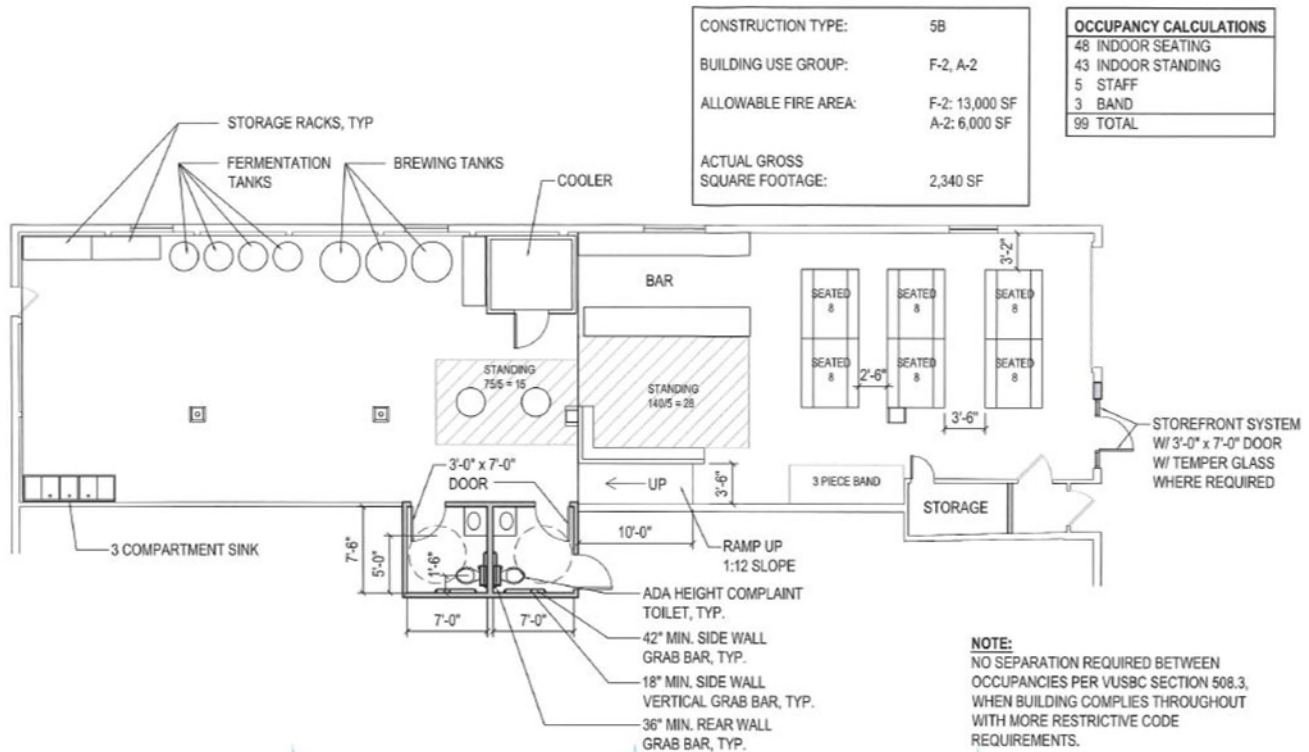 CONSTRUCTION TYPE: 5B
BUILDING USE GROUP: F-2, A-2
ALLOWABLE FIRE AREA: F-2: 13,000 SF
A-2: 6,000 SF
ACTUAL GROSS
SQUARE FOOTAGE: 2,340 SF
OCCUPANCY CALCULATIONS
48 INDOOR SEATING
43 INDOOR STANDING
5 STAFF
3 BAND
99 TOTAL
STORAGE RACKS, TYP
FERMENTATION
TANKS
BREWING TANKS
COOLER
BAR
3'-2"
SEATED
8
SEATED
8
SEATED
8
SEATED
8
SEATED
8
SEATED
8
2'-6"
3'-6"
STANDING
75/5 = 15
STANDING
140/5 = 28
STOREFRONT SYSTEM
W/ 3'-0" x 7'-0" DOOR
W/ TEMPER GLASS
WHERE REQUIRED
3'-0" x 7'-0"
DOOR
UP
3'-6"
3 PIECE BAND
STORAGE
3 COMPARTMENT SINK
7'-6"
5'-0"
1'-6"
10'-0"
RAMP UP
1:12 SLOPE
7'-0"
7'-0"
ADA HEIGHT COMPLAINT
TOILET, TYP.
42" MIN. SIDE WALL
GRAB BAR, TYP.
18" MIN. SIDE WALL
VERTICAL GRAB BAR, TYP.
36" MIN. REAR WALL
GRAB BAR, TYP.
NOTE:
NO SEPARATION REQUIRED BETWEEN
OCCUPANCIES PER VUSBC SECTION 508.3,
WHEN BUILDING COMPLIES THROUGHOUT
WITH MORE RESTRICTIVE CODE
REQUIREMENTS.